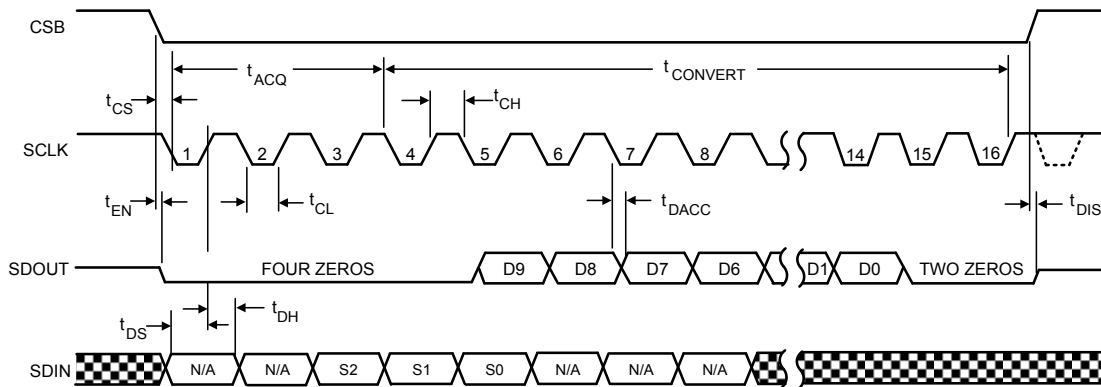 CSB
tACQ
tCONVERT
tCS
tCH
SCLK
1 2 3 4 5 6 7 8 14 15 16
tEN
tCL
tDACC
tDIS
SDOUT
FOUR ZEROS D9 D8 D7 D6 D1 D0 TWO ZEROS
tDS
tDH
SDIN
N/A N/A S2 S1 S0 N/A N/A N/A